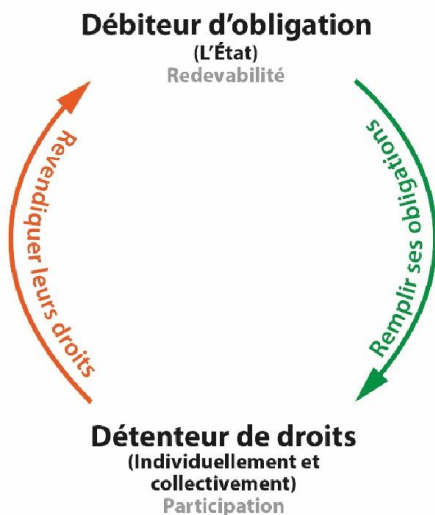 Débiteur d’obligation
(L’État)
Redevabilité
Revendiquer leurs droits
Remplir ses obligations
Détenteur de droits
(Individuellement et
collectivement)
Participation